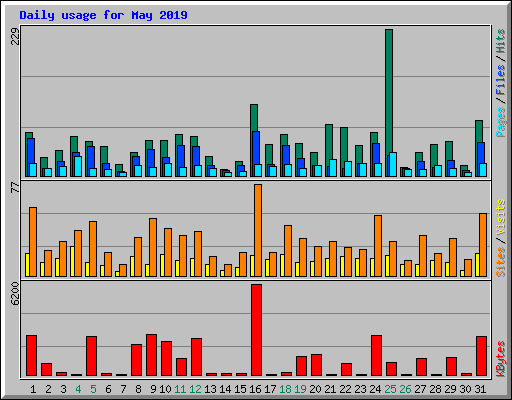 Daily usage for May 2019
229
Pages / Files / Hits
77
Sites / Visits
6200
KBytes
1 2 3 4 5 6 7 8 9 10 11 12 13 14 15 16 17 18 19 20 21 22 23 24 25 26 27 28 29 30 31